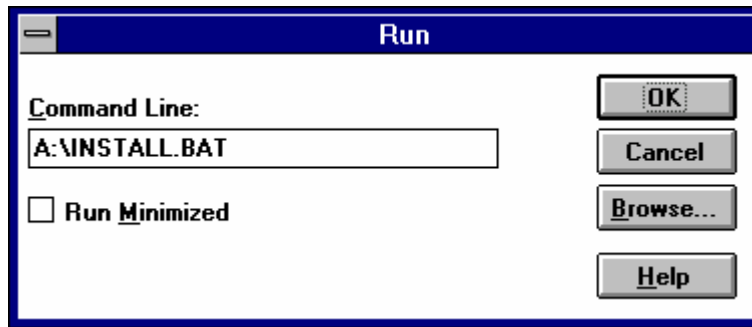 Run
Command Line:
A:\INSTALL.BAT
Run Minimized
OK
Cancel
Browse...
Help